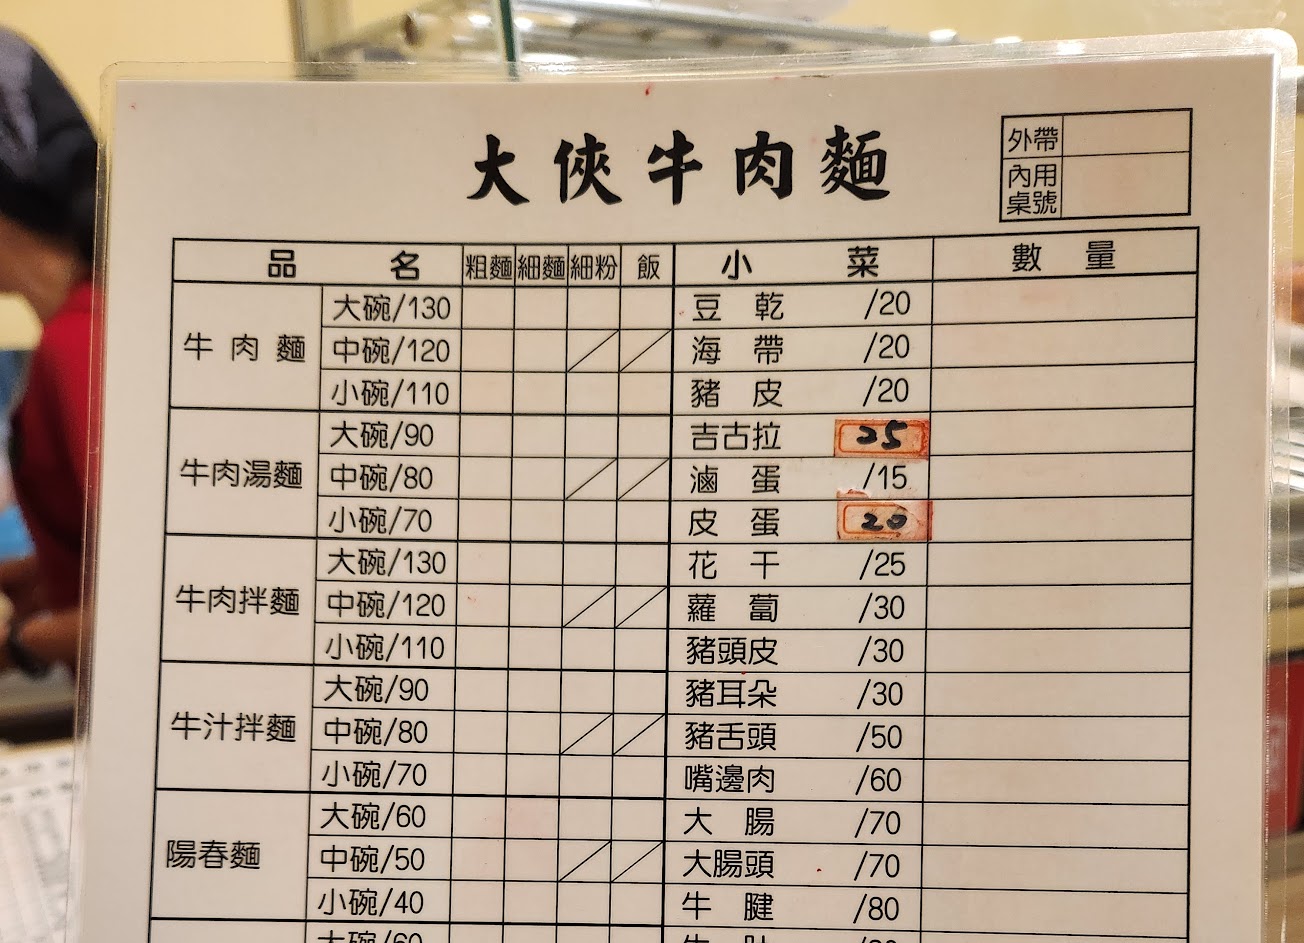 大俠牛肉麵
外帶
內用桌號
品名 粗麵 細麵 細粉 飯 小菜 數量
牛肉麵 大碗/130 豆乾 /20
中碗/120 海帶 /20
小碗/110 豬皮 /20
牛肉湯麵 大碗/90 吉古拉 25
中碗/80 滷蛋 /15
小碗/70 皮蛋 20
牛肉拌麵 大碗/130 花干 /25
中碗/120 蘿蔔 /30
小碗/110 豬頭皮 /30
牛汁拌麵 大碗/90 豬耳朵 /30
中碗/80 豬舌頭 /50
小碗/70 嘴邊肉 /60
陽春麵 大碗/60 大腸 /70
中碗/50 大腸頭 /70
小碗/40 牛腱 /80
大碗/60